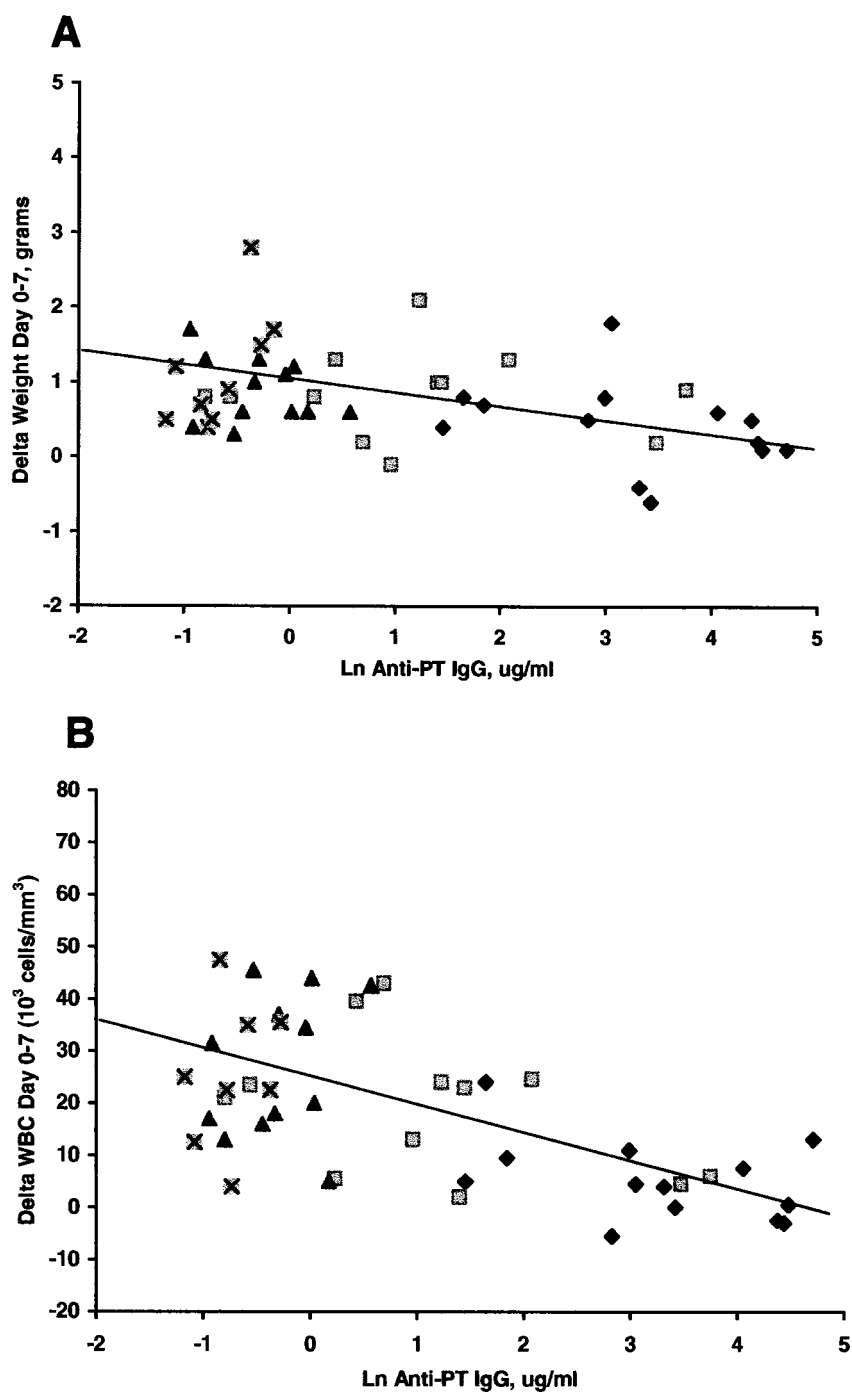 A
5
4
3
2
1
0
-1
-2
Delta Weight Day 0-7, grams
-2 -1 0 1 2 3 4 5
Ln Anti-PT IgG, ug/ml
B
80
70
60
50
40
30
20
10
0
-10
-20
Delta WBC Day 0-7 (10³ cells/mm³)
-2 -1 0 1 2 3 4 5
Ln Anti-PT IgG, ug/ml